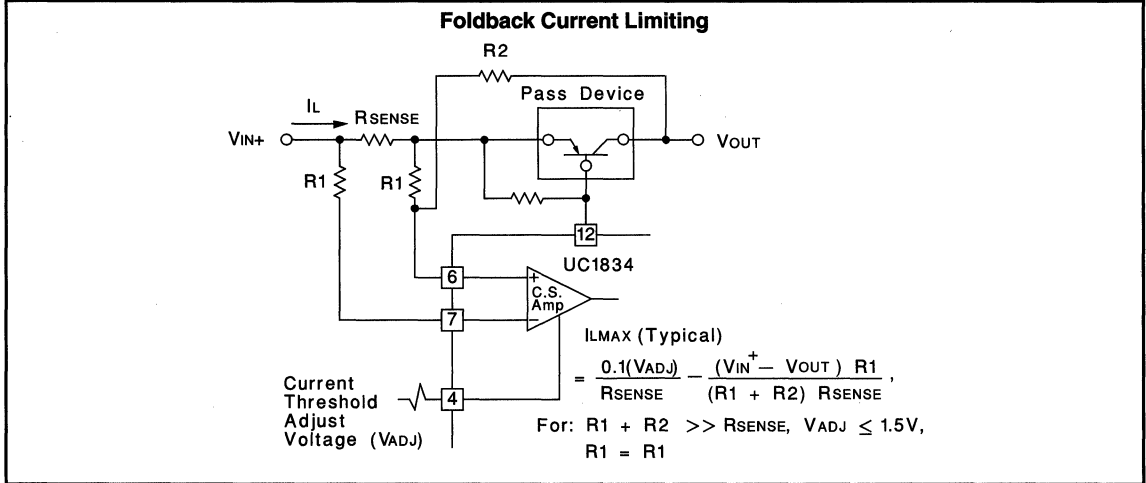 Foldback Current Limiting
R2
Pass Device
IL
RSENSE
VIN+
VOUT
R1
R1
12
UC1834
6
+
C.S.
Amp
7
−
ILMAX (Typical)
= 0.1(VADJ) / RSENSE − (VIN+ − VOUT) R1 / (R1 + R2) RSENSE ,
Current
Threshold
Adjust
Voltage (VADJ)
4
For: R1 + R2 >> RSENSE, VADJ ≤ 1.5V,
R1 = R1